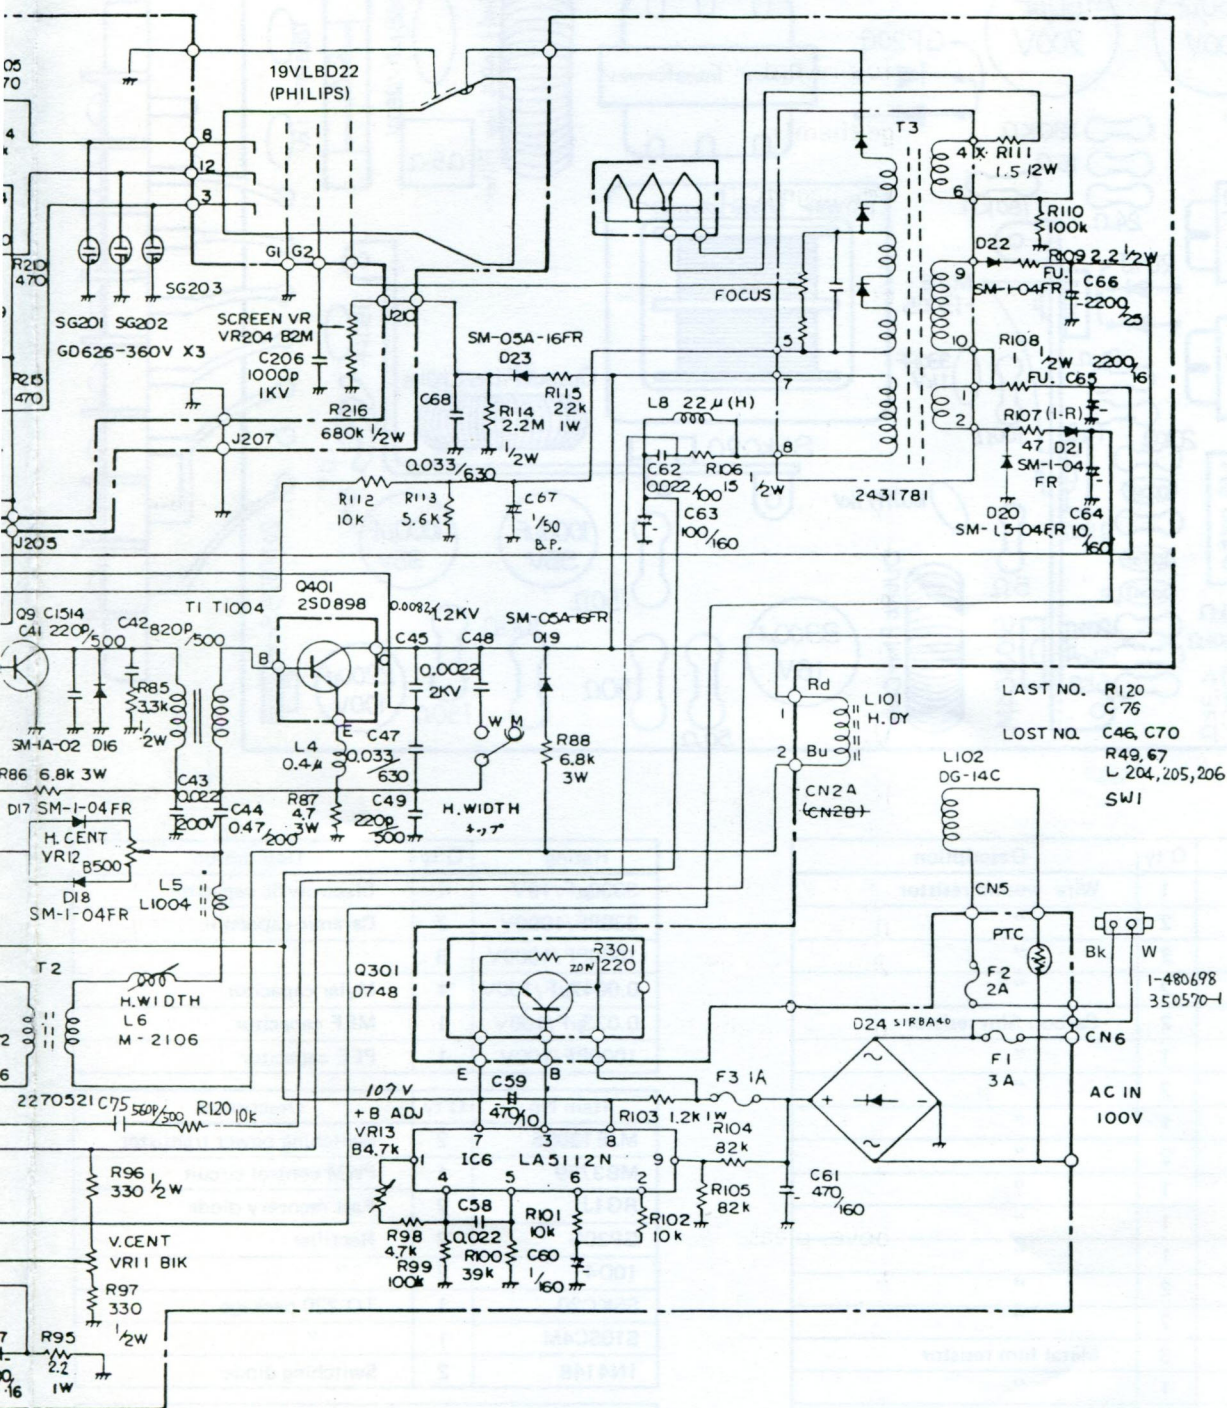 19VLBD22
(PHILIPS)
8
12
3
T3
4
R111
1.5 1/2W
6
R110
100k
G1 G2
D22
9
R109 2.2 1/2W
FU.
SM-1-04FR
C66
2200
/25
R210
470
SG203
SG201 SG202
GD626-360V X3
FOCUS
SCREEN VR
VR204 B2M
J210
C206
1000p
1KV
SM-05A-16FR
D23
5
7
10
R108
1
1/2W
FU.
2200
/16
C65
R215
470
J207
R216
680k 1/2W
C68
R114
2.2M
1/2W
R115
22k
1W
L8 22μ(H)
2
R107 (1-R)
47
D21
SM-1-04
FR
0.033
/630
8
C62
0.022/100
R106
15
1/2W
R112
10K
R113
5.6K
C67
1/50
B.P.
C63
100/160
2431781
D20
SM-1.5-04FR
C64
10/160
J205
Q9 C1514
C41 220p/500
C42 820p/500
T1 T1004
Q401
2SD898
B
C
E
0.0082/1.2KV
SM-05A-16FR
D19
C45
C48
0.0022
2KV
R85
3.3k
1/2W
SM-1A-02 D16
W M
L4
0.4μ
C47
0.033
/630
R88
6.8k
3W
Rd
1
2 Bu
L101
H.DY
LAST NO. R120
C76
LOST NO. C46, C70
R49, 67
L 204, 205, 206
SW1
L102
DG-14C
R86 6.8k 3W
D17 SM-1-04FR
C43
0.022
/200V
C44
0.47
/200
R87
4.7
3W
C49
220p
/500
H.WIDTH
CN2A
(CN2B)
H.CENT
VR12
B500
D18
SM-1-04FR
L5
L1004
CN5
PTC
F2
2A
Bk W
1-480698
350570-1
T2
H.WIDTH
L6
M-2106
Q301
D748
R301
220
20W
D24 S1RBA40
F1
3A
CN6
E
B
2270521
C75 560P/500 R120 10k
107V
+B ADJ
VR13
B4.7k
C59
470/10
R103 1.2k 1W
F3 1A
AC IN
100V
7
3
8
1
IC6 LA5112N
9
4
5
6
2
R104
82k
R105
82k
C61
470
/160
R96
330 1/2W
R98
4.7k
C58
0.022
R101
10k
R102
10k
V.CENT
VR11 B1K
R99
100k
R100
39k
C60
1/160
R97
330
1/2W
R95
2.2
1W